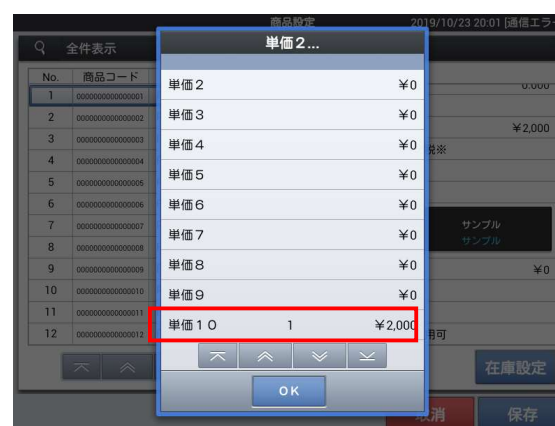 商品設定 2019/10/23 20:01 [通信エラー
全件表示
単価2...
No. 商品コード
1 0000000000000001
2 0000000000000002
3 0000000000000003
4 0000000000000004
5 0000000000000005
6 0000000000000006
7 0000000000000007
8 0000000000000008
9 0000000000000009
10 0000000000000010
11 0000000000000011
12 0000000000000012
単価2 ¥0
単価3 ¥0
単価4 ¥0
単価5 ¥0
単価6 ¥0
単価7 ¥0
単価8 ¥0
単価9 ¥0
単価10 1 ¥2,000
OK
0.000
¥2,000
税※
サンプル
サンプル
¥0
用可
在庫設定
取消
保存